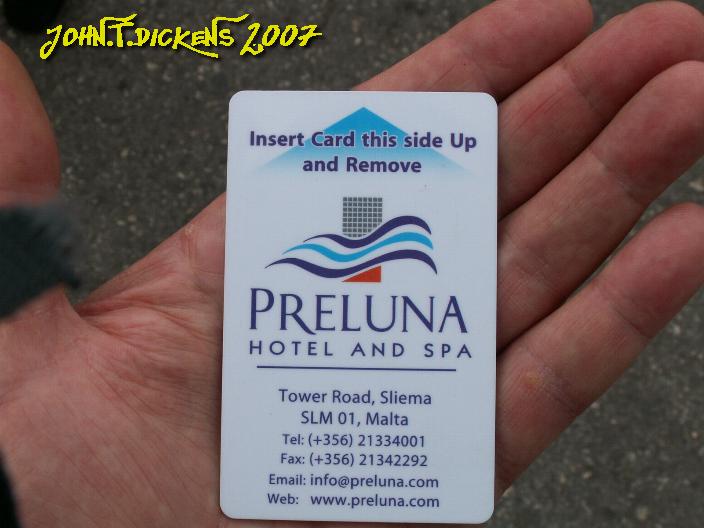 JOHN.T.DICKENS 2007
Insert Card this side Up
and Remove
PRELUNA
HOTEL AND SPA
Tower Road, Sliema
SLM 01, Malta
Tel: (+356) 21334001
Fax: (+356) 21342292
Email: info@preluna.com
Web: www.preluna.com